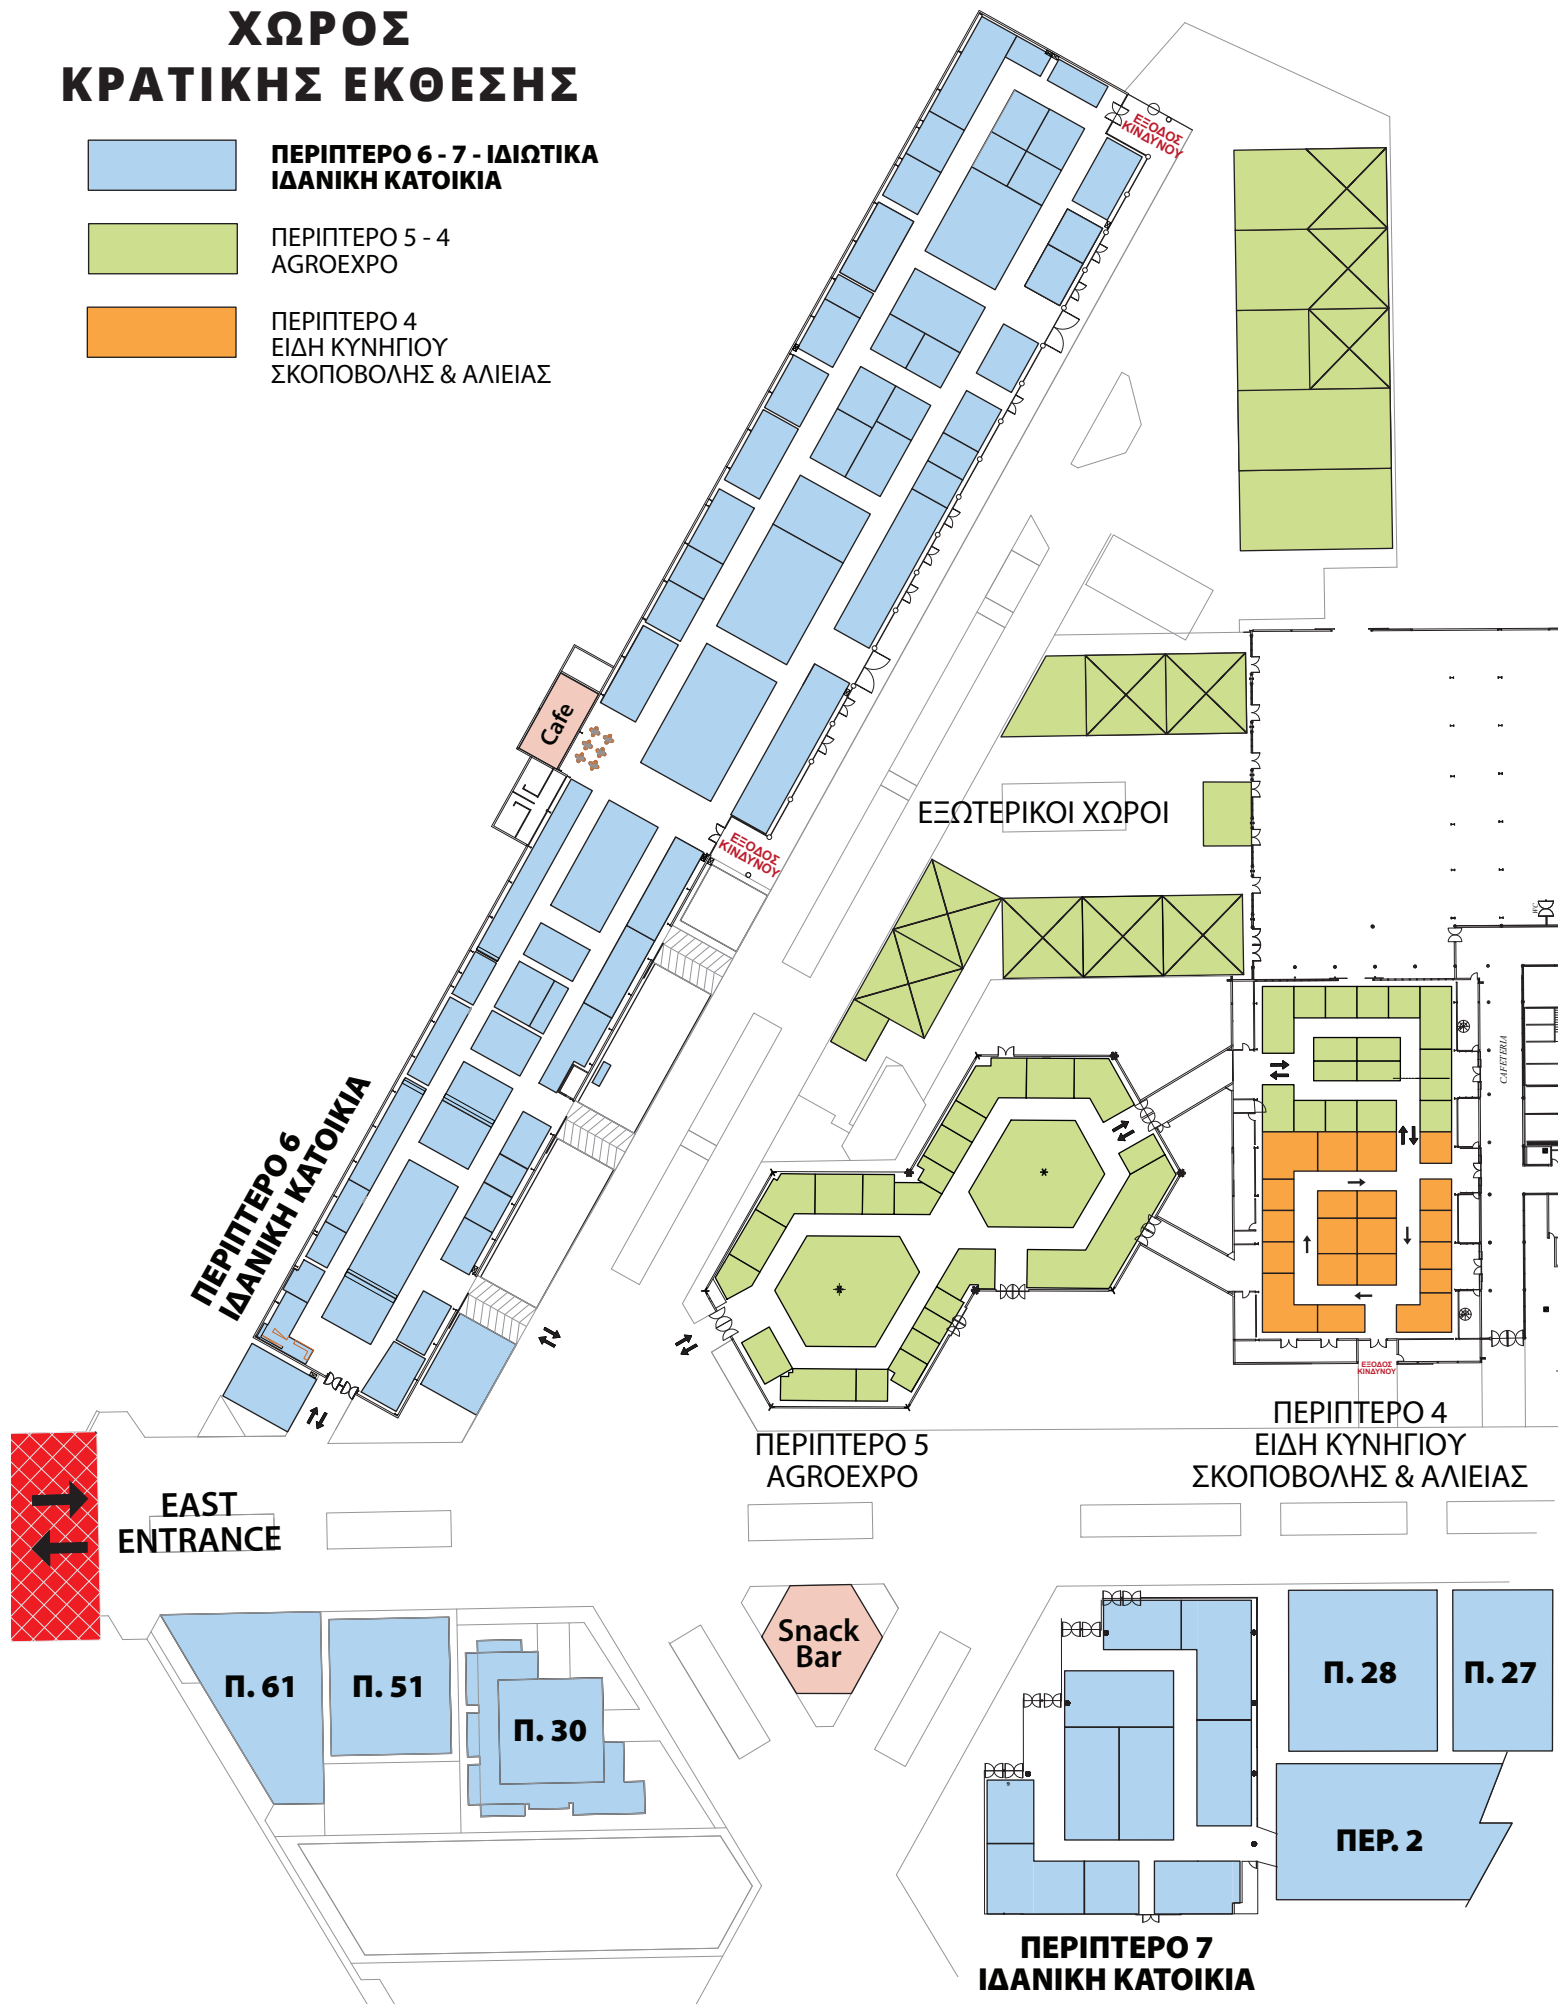 ΧΩΡΟΣ
ΚΡΑΤΙΚΗΣ ΕΚΘΕΣΗΣ
ΠΕΡΙΠΤΕΡΟ 6 - 7 - ΙΔΙΩΤΙΚΑ
ΙΔΑΝΙΚΗ ΚΑΤΟΙΚΙΑ
ΠΕΡΙΠΤΕΡΟ 5 - 4
AGROEXPO
ΠΕΡΙΠΤΕΡΟ 4
ΕΙΔΗ ΚΥΝΗΓΙΟΥ
ΣΚΟΠΟΒΟΛΗΣ & ΑΛΙΕΙΑΣ
ΕΞΟΔΟΣ
ΚΙΝΔΥΝΟΥ
Cafe
ΕΞΩΤΕΡΙΚΟΙ ΧΩΡΟΙ
ΕΞΟΔΟΣ
ΚΙΝΔΥΝΟΥ
WC
CAFETERIA
ΠΕΡΙΠΤΕΡΟ 6
ΙΔΑΝΙΚΗ ΚΑΤΟΙΚΙΑ
ΕΞΟΔΟΣ
ΚΙΝΔΥΝΟΥ
ΠΕΡΙΠΤΕΡΟ 5
AGROEXPO
ΠΕΡΙΠΤΕΡΟ 4
ΕΙΔΗ ΚΥΝΗΓΙΟΥ
ΣΚΟΠΟΒΟΛΗΣ & ΑΛΙΕΙΑΣ
EAST
ENTRANCE
Snack
Bar
Π. 61
Π. 51
Π. 30
Π. 28
Π. 27
ΠΕΡ. 2
ΠΕΡΙΠΤΕΡΟ 7
ΙΔΑΝΙΚΗ ΚΑΤΟΙΚΙΑ